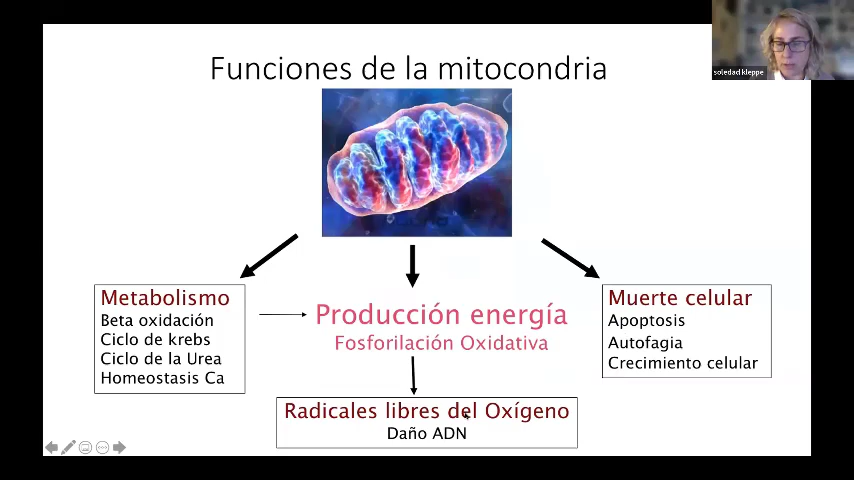 soledad kleppe
Funciones de la mitocondria
Metabolismo
Beta oxidación
Ciclo de krebs
Ciclo de la Urea
Homeostasis Ca
Producción energía
Fosforilación Oxidativa
Muerte celular
Apoptosis
Autofagia
Crecimiento celular
Radicales libres del Oxígeno
Daño ADN